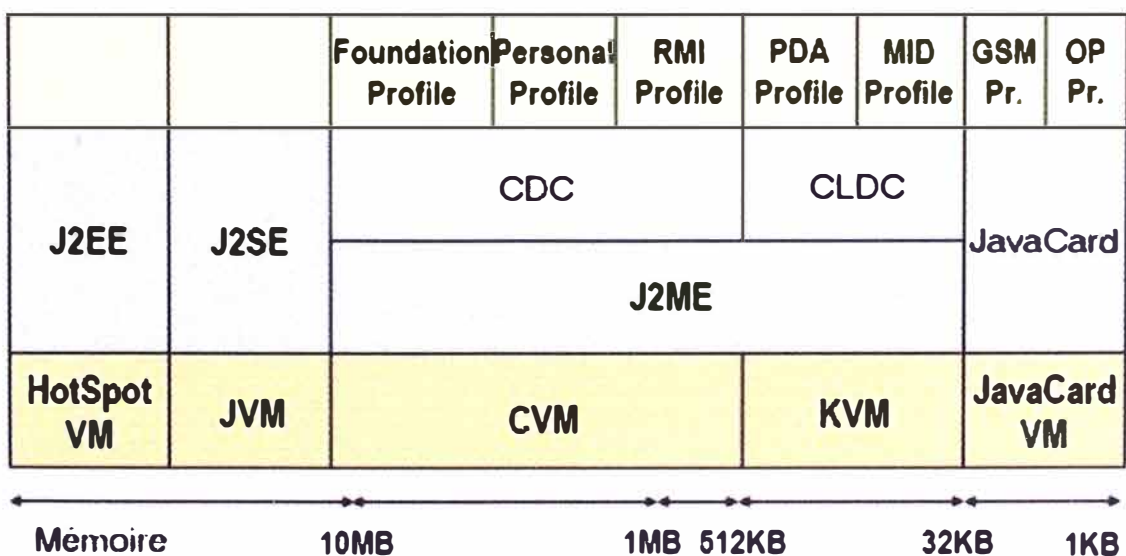 Foundation Profile
Personal Profile
RMI Profile
PDA Profile
MID Profile
GSM Pr.
OP Pr.
J2EE
J2SE
CDC
CLDC
J2ME
JavaCard
HotSpot VM
JVM
CVM
KVM
JavaCard VM
Mémoire
10MB
1MB
512KB
32KB
1KB